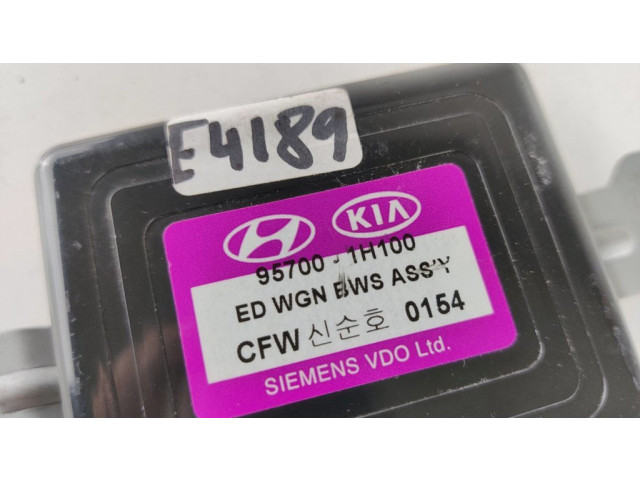 E4189
KIA
95700 - 1H100
ED WGN BWS ASS'Y
CFW 신순호 0154
SIEMENS VDO Ltd.